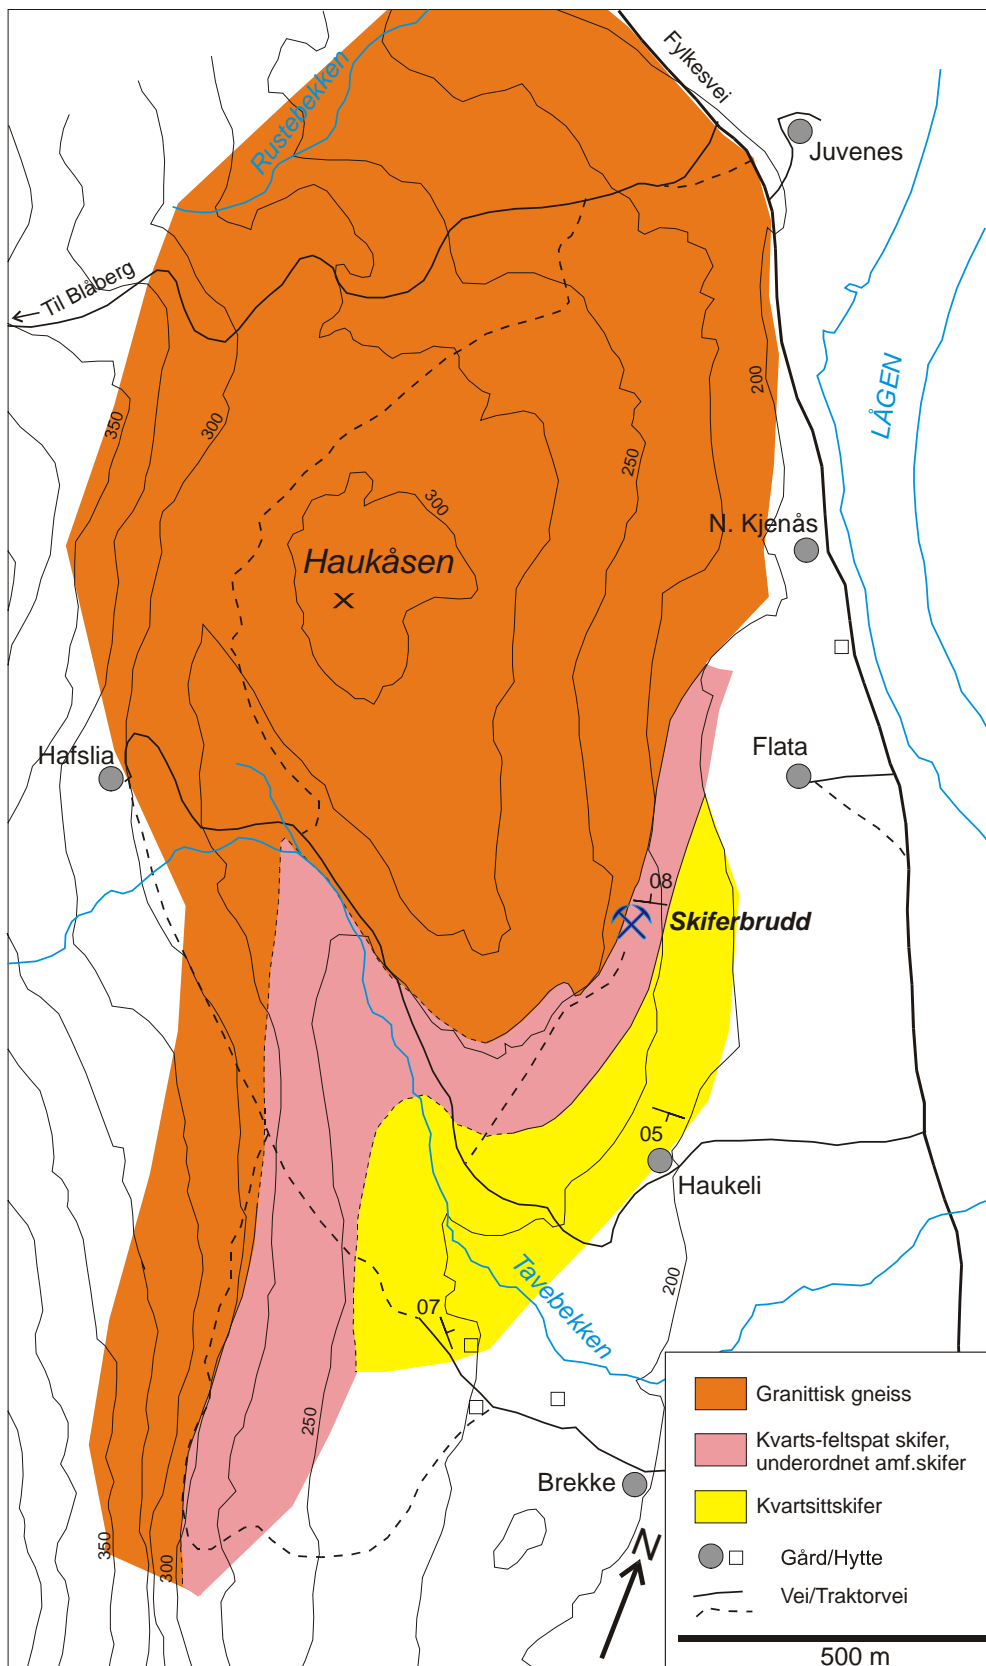 Fylkesvei
Rustebekken
Juvenes
Til Blåberg
200
LÅGEN
350
300
250
300
N. Kjenås
Haukåsen
Flata
Hafslia
08
Skiferbrudd
05
Haukeli
Tavebekken
200
07
250
Brekke
350
300
N
Granittisk gneiss
Kvarts-feltspat skifer,
underordnet amf.skifer
Kvartsittskifer
Gård/Hytte
Vei/Traktorvei
500 m